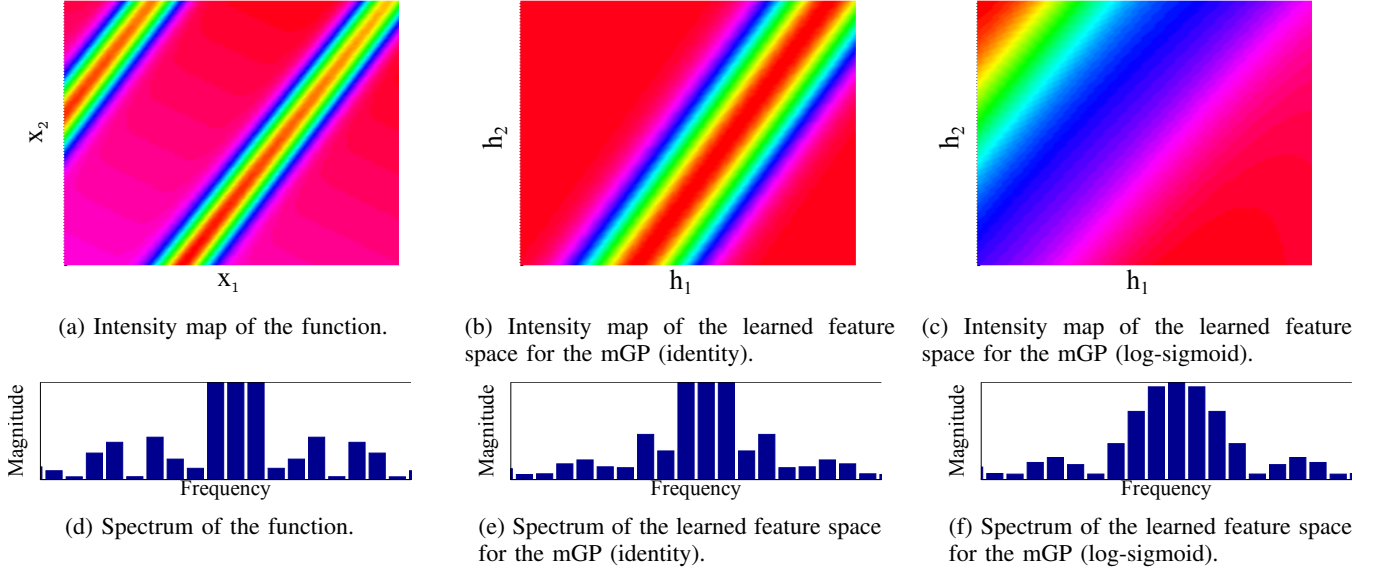 x₂
x₁
h₂
h₁
h₂
h₁
(a) Intensity map of the function.
(b) Intensity map of the learned feature
space for the mGP (identity).
(c) Intensity map of the learned feature
space for the mGP (log-sigmoid).
Magnitude
Frequency
Magnitude
Frequency
Magnitude
Frequency
(d) Spectrum of the function.
(e) Spectrum of the learned feature space
for the mGP (identity).
(f) Spectrum of the learned feature space
for the mGP (log-sigmoid).